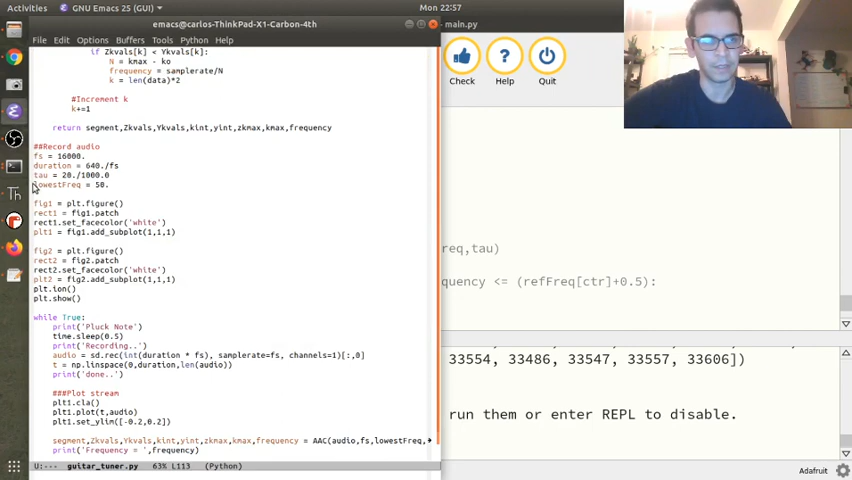 Activities GNU Emacs 25 (GUI) Mon 22:57
emacs@carlos-ThinkPad-X1-Carbon-4th
main.py
File Edit Options Buffers Tools Python Help
if Zkvals[k] < Ykvals[k]:
N = kmax - ko
frequency = samplerate/N
k = len(data)*2
#Increment k
k+=1
return segment,Zkvals,Ykvals,kint,yint,zkmax,kmax,frequency
##Record audio
fs = 16000.
duration = 640./fs
tau = 20./1000.0
lowestFreq = 50.
fig1 = plt.figure()
rect1 = fig1.patch
rect1.set_facecolor('white')
plt1 = fig1.add_subplot(1,1,1)
fig2 = plt.figure()
rect2 = fig2.patch
rect2.set_facecolor('white')
plt2 = fig2.add_subplot(1,1,1)
plt.ion()
plt.show()
while True:
print('Pluck Note')
time.sleep(0.5)
print('Recording..')
audio = sd.rec(int(duration * fs), samplerate=fs, channels=1)[:,0]
t = np.linspace(0,duration,len(audio))
print('done..')
###Plot stream
plt1.cla()
plt1.plot(t,audio)
plt1.set_ylim([-0.2,0.2])
segment,Zkvals,Ykvals,kint,yint,zkmax,kmax,frequency = AAC(audio,fs,lowestFreq,
print('Frequency = ',frequency)
U:--- guitar_tuner.py 63% L113 (Python)
Check Help Quit
req,tau)
quency <= (refFreq[ctr]+0.5):
33554, 33486, 33547, 33557, 33606])
run them or enter REPL to disable.
Adafruit
Th